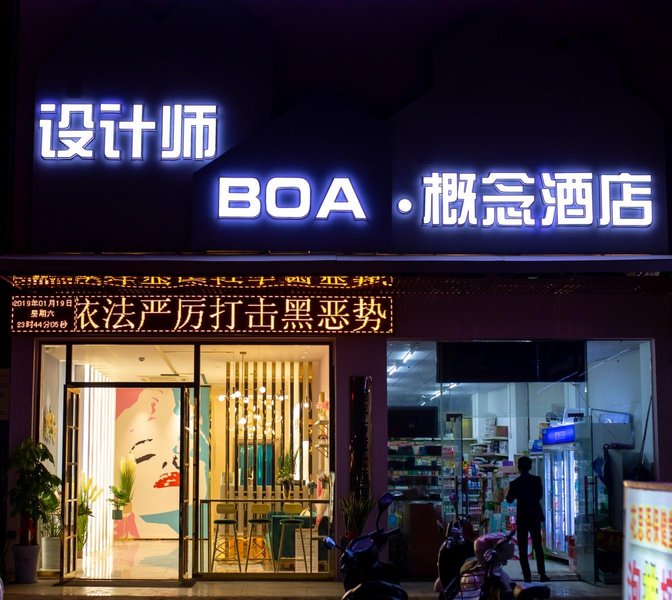 设计师
BOA·概念酒店
2019年01月19日
星期六
23时44分05秒
依法严厉打击黑恶势